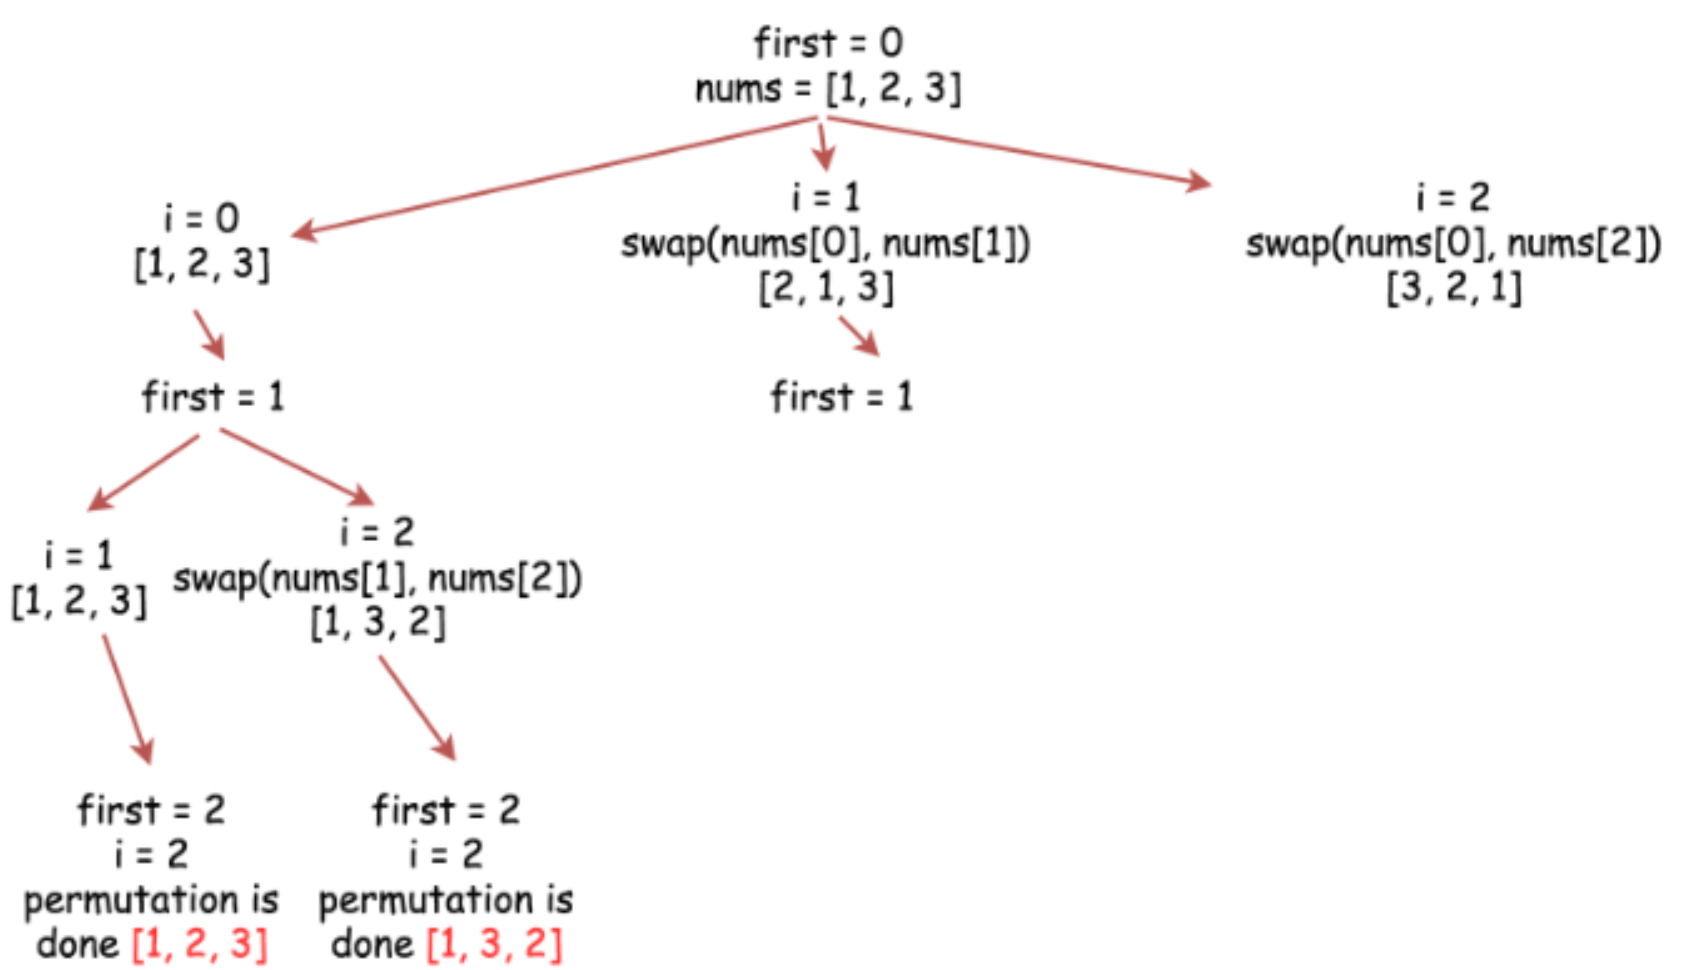 first = 0
nums = [1, 2, 3]
i = 0
[1, 2, 3]
i = 1
swap(nums[0], nums[1])
[2, 1, 3]
i = 2
swap(nums[0], nums[2])
[3, 2, 1]
first = 1
first = 1
i = 1
[1, 2, 3]
i = 2
swap(nums[1], nums[2])
[1, 3, 2]
first = 2
i = 2
permutation is
done [1, 2, 3]
first = 2
i = 2
permutation is
done [1, 3, 2]